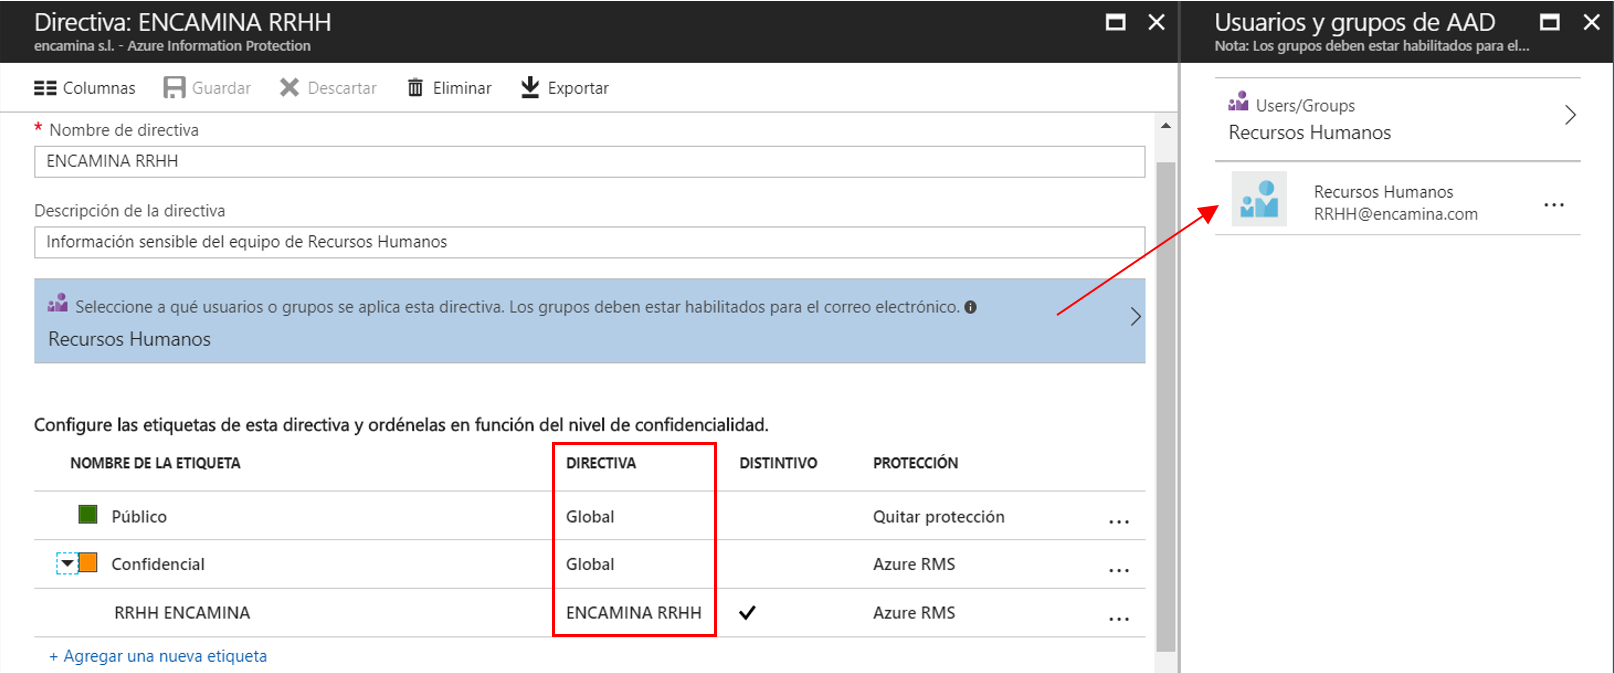 Directiva: ENCAMINA RRHH
encamina s.l. - Azure Information Protection
Columnas Guardar Descartar Eliminar Exportar
* Nombre de directiva
ENCAMINA RRHH
Descripción de la directiva
Información sensible del equipo de Recursos Humanos
Seleccione a qué usuarios o grupos se aplica esta directiva. Los grupos deben estar habilitados para el correo electrónico.
Recursos Humanos
Configure las etiquetas de esta directiva y ordénelas en función del nivel de confidencialidad.
NOMBRE DE LA ETIQUETA DIRECTIVA DISTINTIVO PROTECCIÓN
Público Global Quitar protección ...
Confidencial Global Azure RMS ...
RRHH ENCAMINA ENCAMINA RRHH ✓ Azure RMS ...
+ Agregar una nueva etiqueta
Usuarios y grupos de AAD
Nota: Los grupos deben estar habilitados para el el...
Users/Groups
Recursos Humanos
Recursos Humanos
RRHH@encamina.com ...